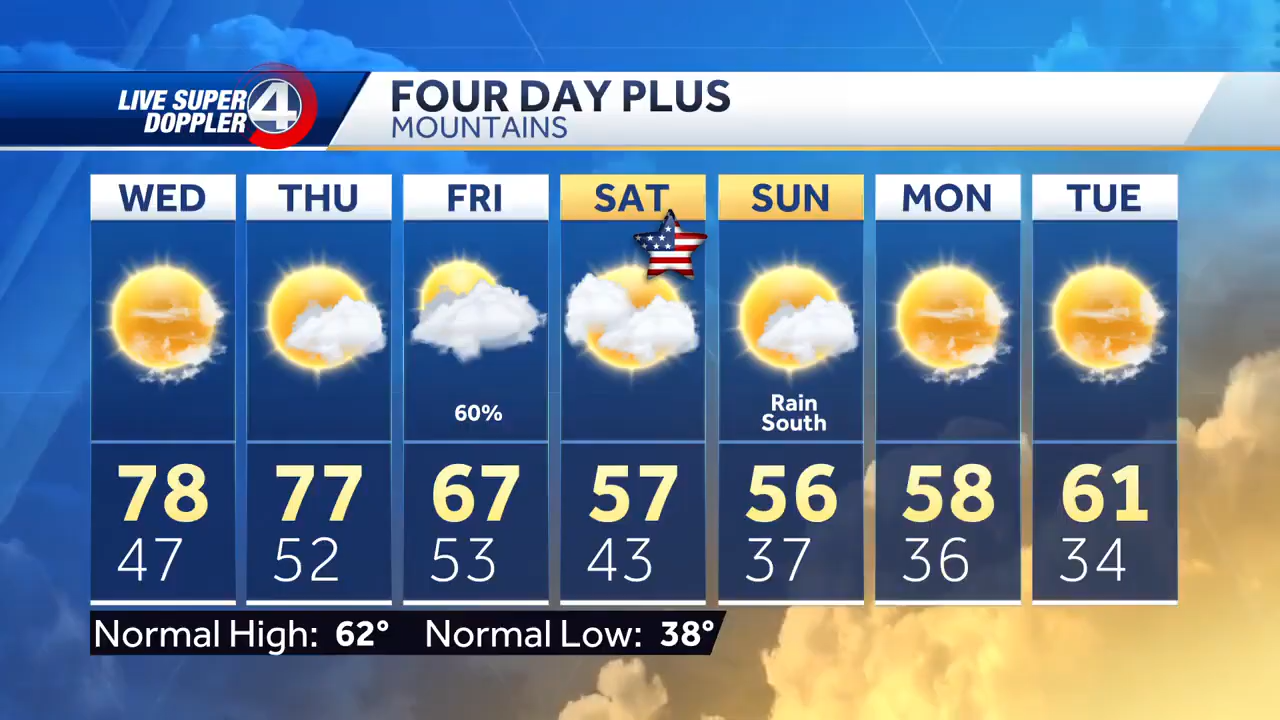 LIVE SUPER
DOPPLER 4
FOUR DAY PLUS
MOUNTAINS
WED THU FRI SAT SUN MON TUE
60%
Rain
South
78 77 67 57 56 58 61
47 52 53 43 37 36 34
Normal High: 62° Normal Low: 38°